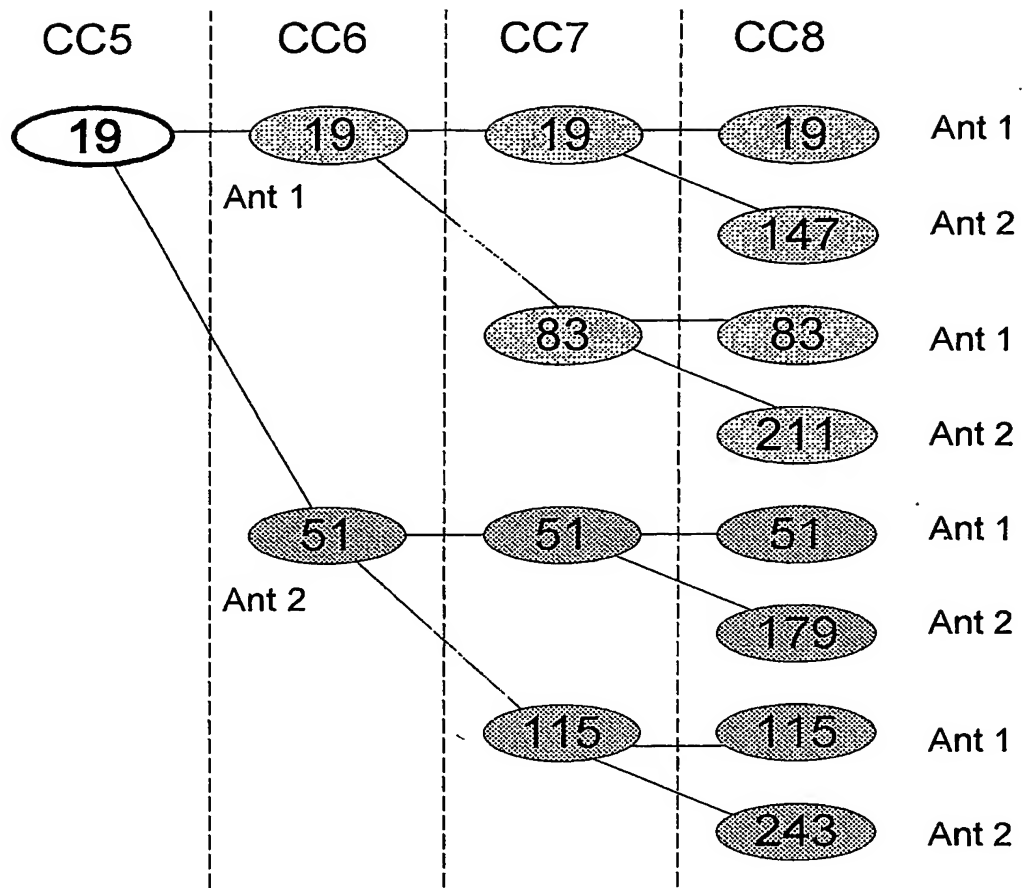 CC5 CC6 CC7 CC8
19 19 19 19 Ant 1
Ant 1
147 Ant 2
83 83 Ant 1
211 Ant 2
51 51 51 Ant 1
Ant 2
179 Ant 2
115 115 Ant 1
243 Ant 2